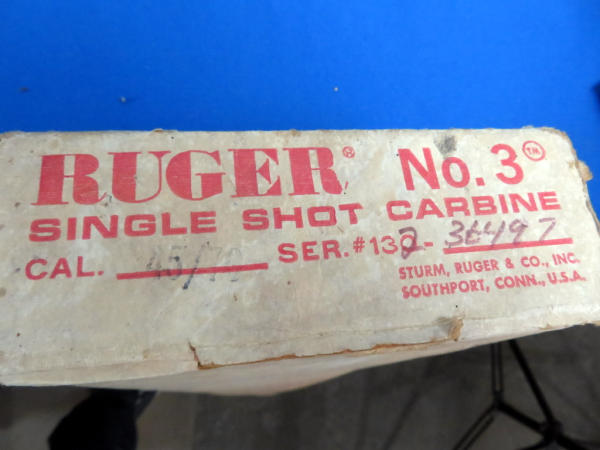 RUGER® No. 3™
SINGLE SHOT CARBINE
CAL. 45/70 SER. #132-36497
STURM, RUGER & CO., INC.
SOUTHPORT, CONN., U.S.A.